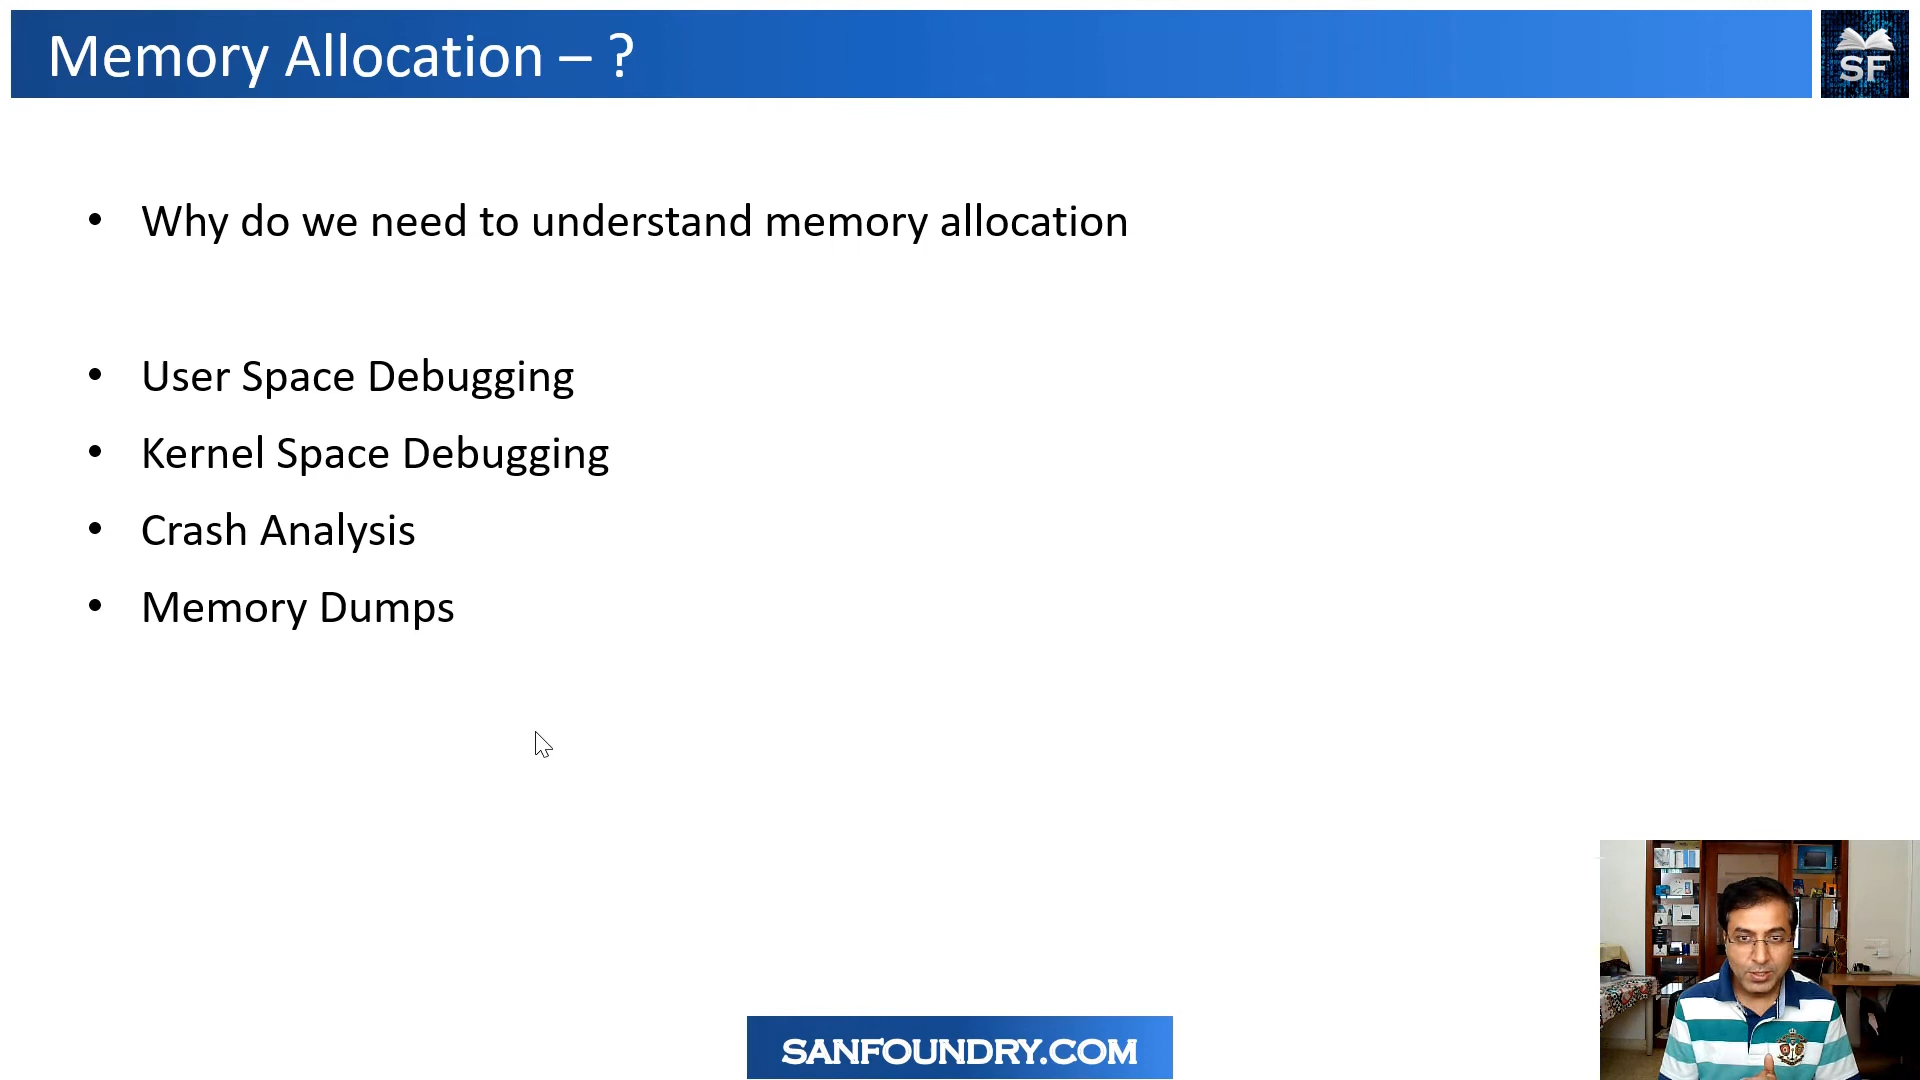 Memory Allocation – ?
SF
• Why do we need to understand memory allocation
• User Space Debugging
• Kernel Space Debugging
• Crash Analysis
• Memory Dumps
SANFOUNDRY.COM